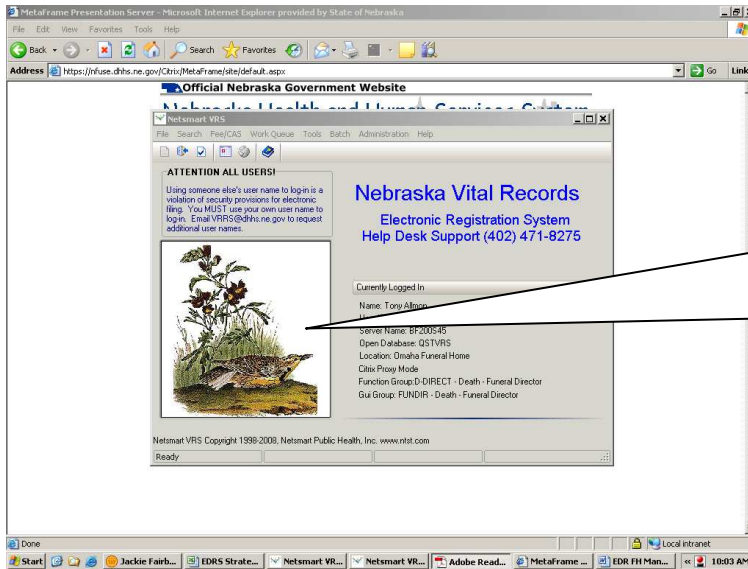 MetaFrame Presentation Server - Microsoft Internet Explorer provided by State of Nebraska
File Edit View Favorites Tools Help
Back Search Favorites
Address https://nfuse.dhhs.ne.gov/Citrix/MetaFrame/site/default.aspx Go Link
Official Nebraska Government Website
Nebraska Health and Human Services System
Netsmart VRS
File Search Fee/CAS Work Queue Tools Batch Administration Help
ATTENTION ALL USERS!
Using someone else's user name to log-in is a
violation of security provisions for electronic
filing. You MUST use your own user name to
log-in. Email VRRS@dhhs.ne.gov to request
additional user names.
Nebraska Vital Records
Electronic Registration System
Help Desk Support (402) 471-8275
Currently Logged In
Name: Tony Allmon
Server Name: BF200S45
Open Database: QSTVRS
Location: Omaha Funeral Home
Citrix Proxy Mode
Function Group:D-DIRECT - Death - Funeral Director
Gui Group: FUNDIR - Death - Funeral Director
Netsmart VRS Copyright 1998-2008, Netsmart Public Health, Inc. www.ntst.com
Ready
Done Local intranet
Start Jackie Fairb... EDRS Strate... Netsmart VR... Netsmart VR... Adobe Read... MetaFrame ... EDR FH Man... « 10:03 AM